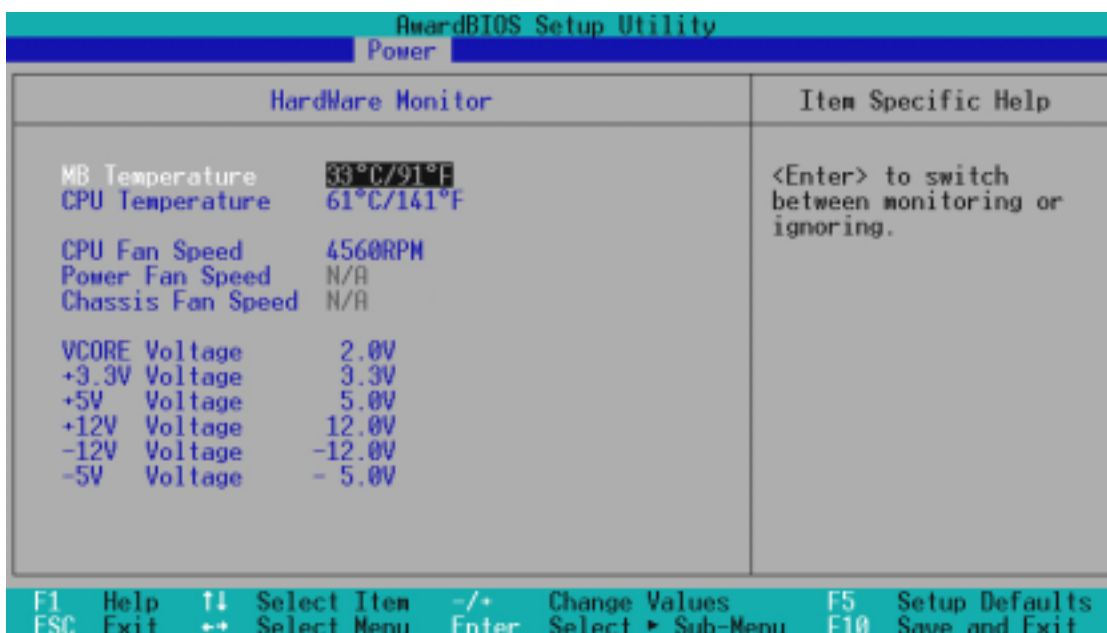 AwardBIOS Setup Utility
Power
HardWare Monitor
Item Specific Help
MB Temperature 33°C/91°F
CPU Temperature 61°C/141°F
CPU Fan Speed 4560RPM
Power Fan Speed N/A
Chassis Fan Speed N/A
VCORE Voltage 2.0V
+3.3V Voltage 3.3V
+5V Voltage 5.0V
+12V Voltage 12.0V
-12V Voltage -12.0V
-5V Voltage - 5.0V
<Enter> to switch
between monitoring or
ignoring.
F1 Help ↑↓ Select Item -/+ Change Values F5 Setup Defaults
ESC Exit ←→ Select Menu Enter Select ► Sub-Menu F10 Save and Exit